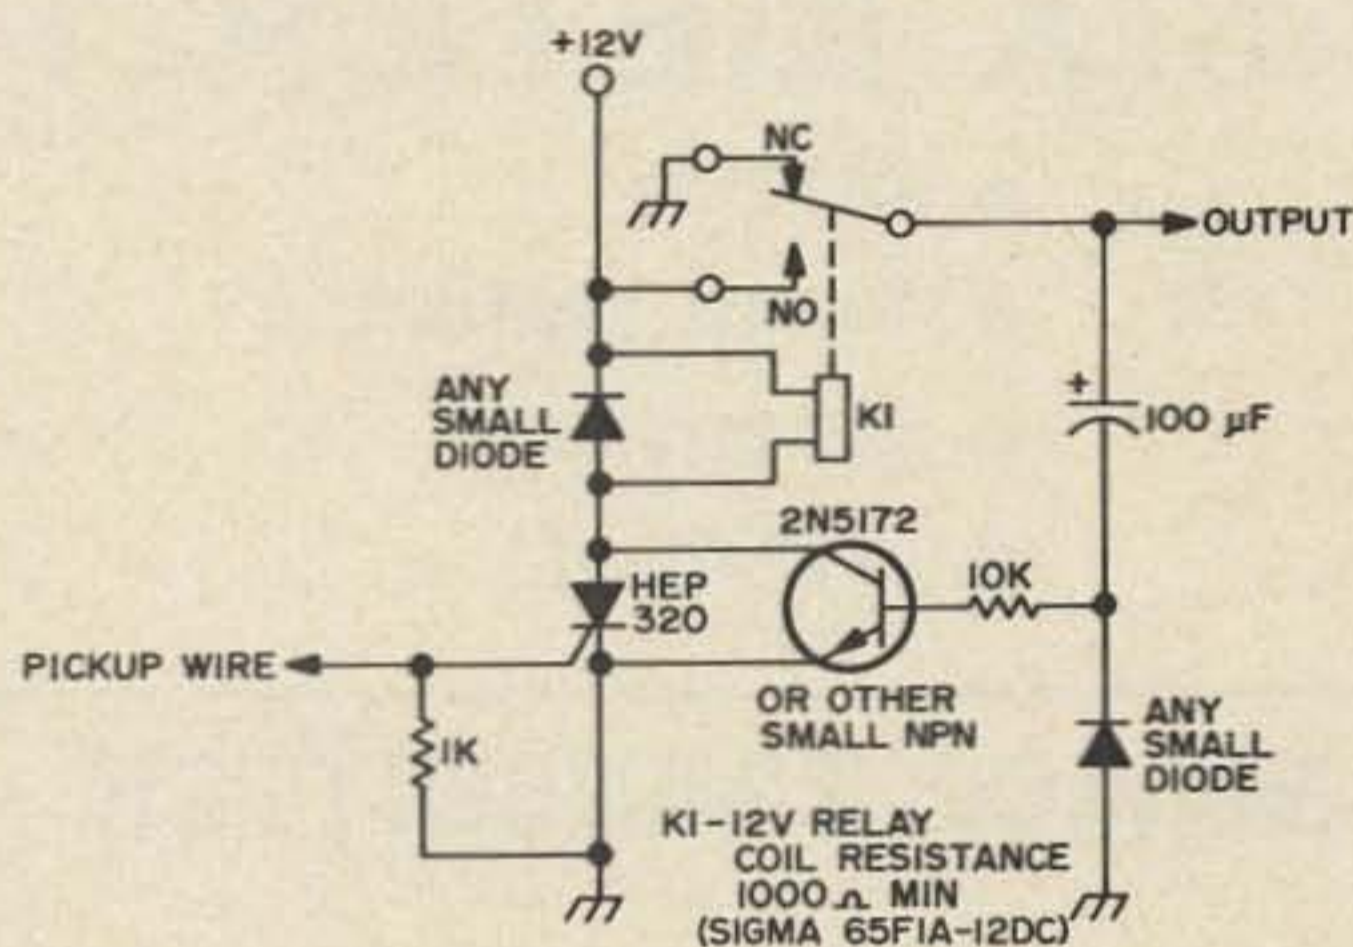 +12V
NC
OUTPUT
NO
ANY
SMALL
DIODE
K1
+
100 µF
2N5172
HEP
320
10K
PICKUP WIRE
OR OTHER
SMALL NPN
ANY
SMALL
DIODE
1K
K1-12V RELAY
COIL RESISTANCE
1000 Ω MIN
(SIGMA 65F1A-12DC)